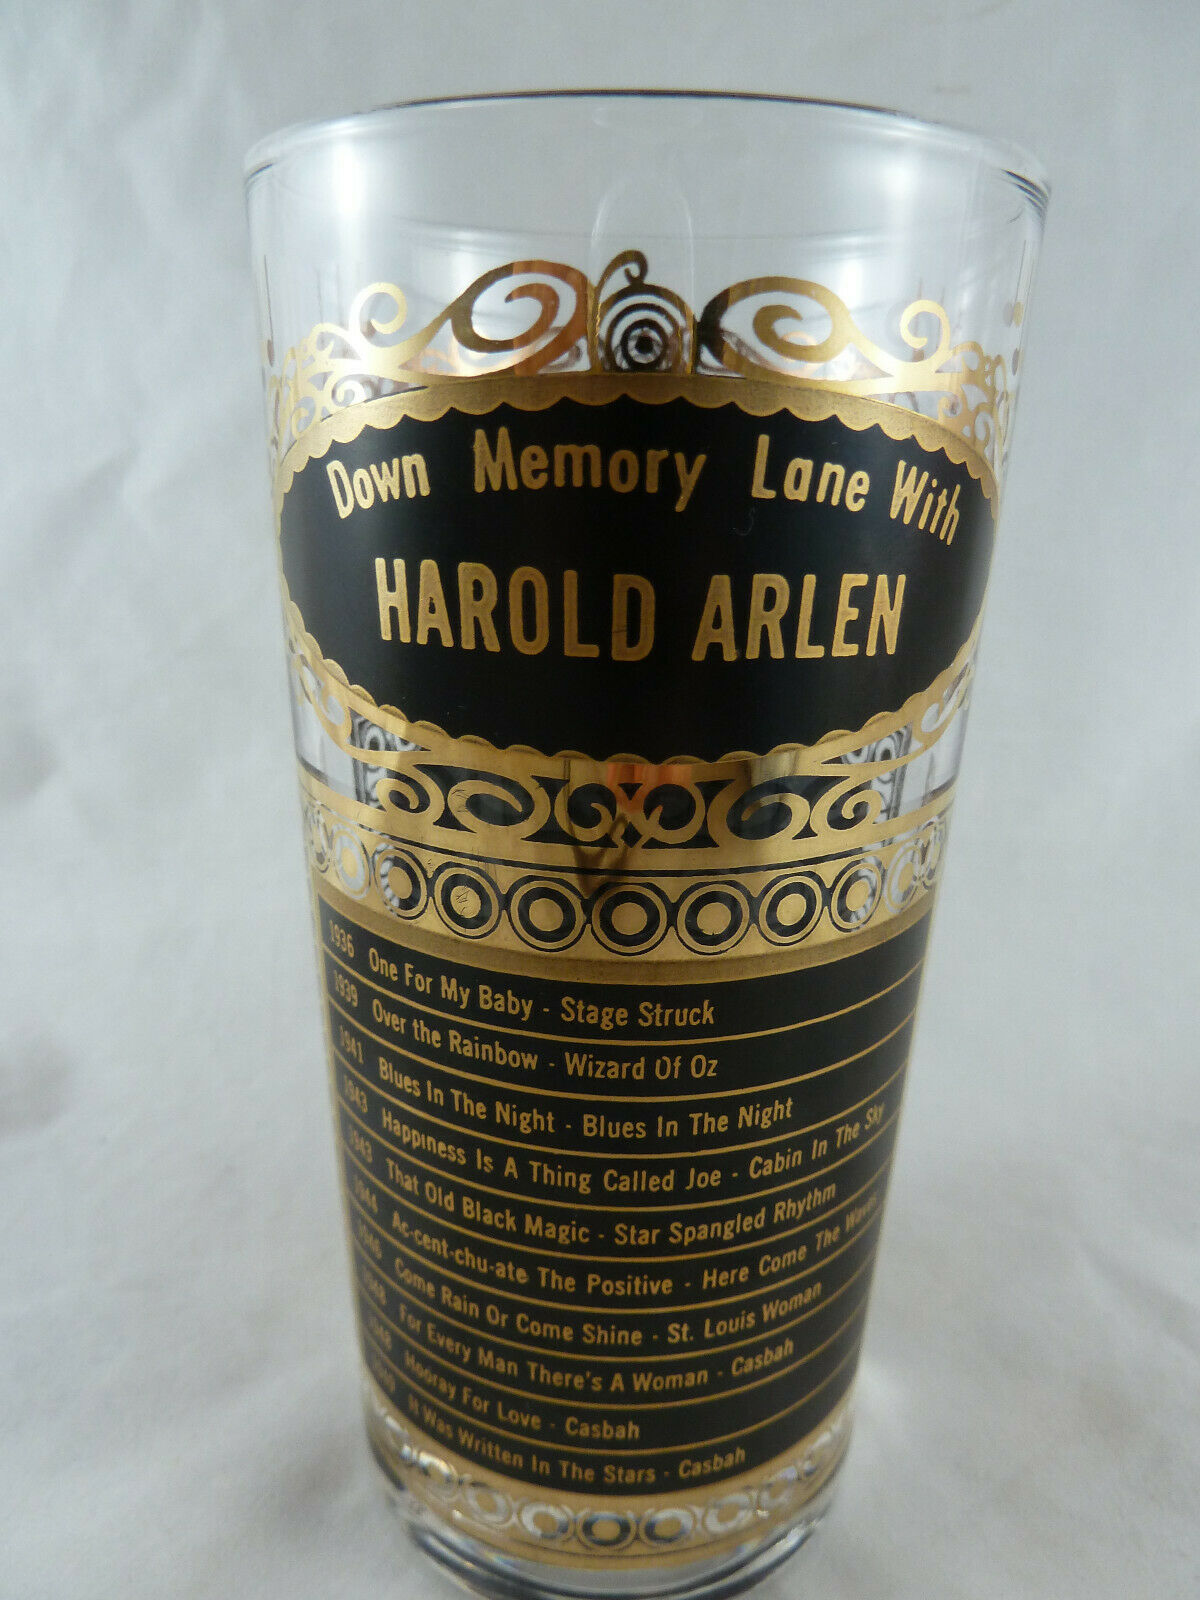 Down Memory Lane With
HAROLD ARLEN
1936 One For My Baby - Stage Struck
1939 Over the Rainbow - Wizard Of Oz
1941 Blues In The Night - Blues In The Night
1943 Happiness Is A Thing Called Joe - Cabin In The Sky
1943 That Old Black Magic - Star Spangled Rhythm
1944 Ac-cent-chu-ate The Positive - Here Come The Waves
1946 Come Rain Or Come Shine - St. Louis Woman
1948 For Every Man There's A Woman - Casbah
1948 Hooray For Love - Casbah
It Was Written In The Stars - Casbah